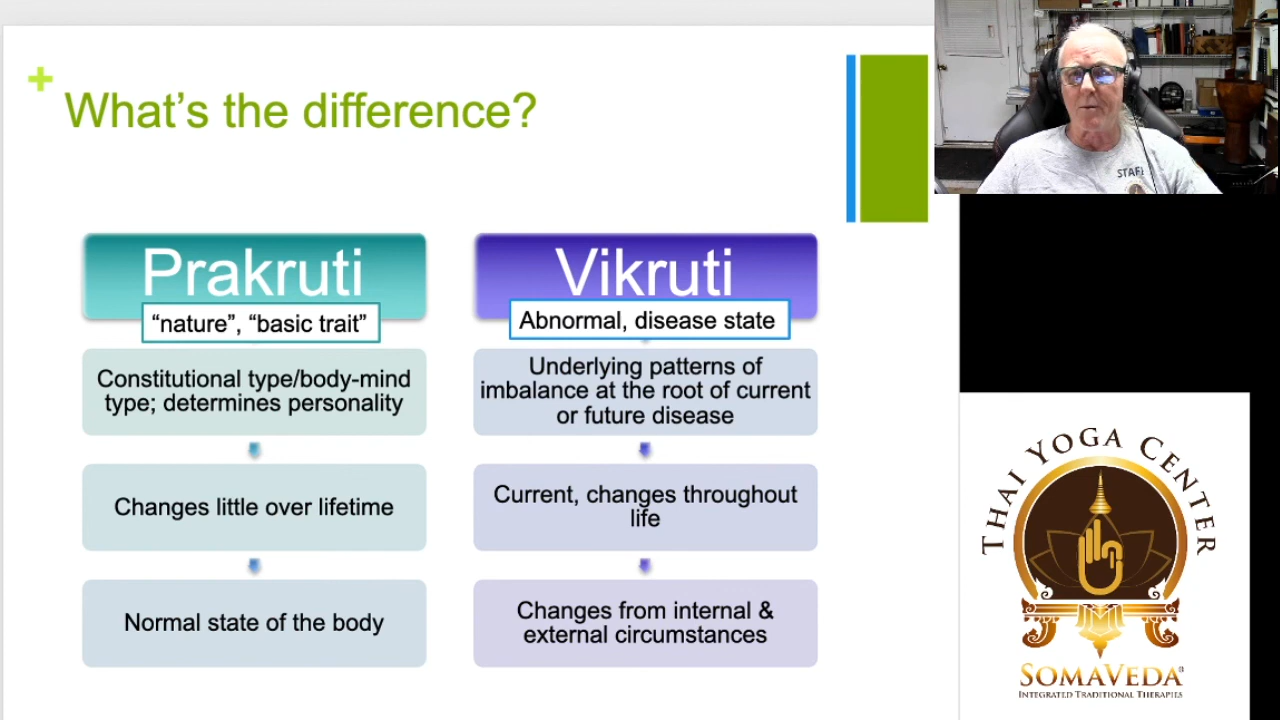 +
What's the difference?
Prakruti
"nature", "basic trait"
Constitutional type/body-mind
type; determines personality
Changes little over lifetime
Normal state of the body
Vikruti
Abnormal, disease state
Underlying patterns of
imbalance at the root of current
or future disease
Current, changes throughout
life
Changes from internal &
external circumstances
STAFF
THAI YOGA CENTER
SOMAVEDA®
INTEGRATED TRADITIONAL THERAPIES